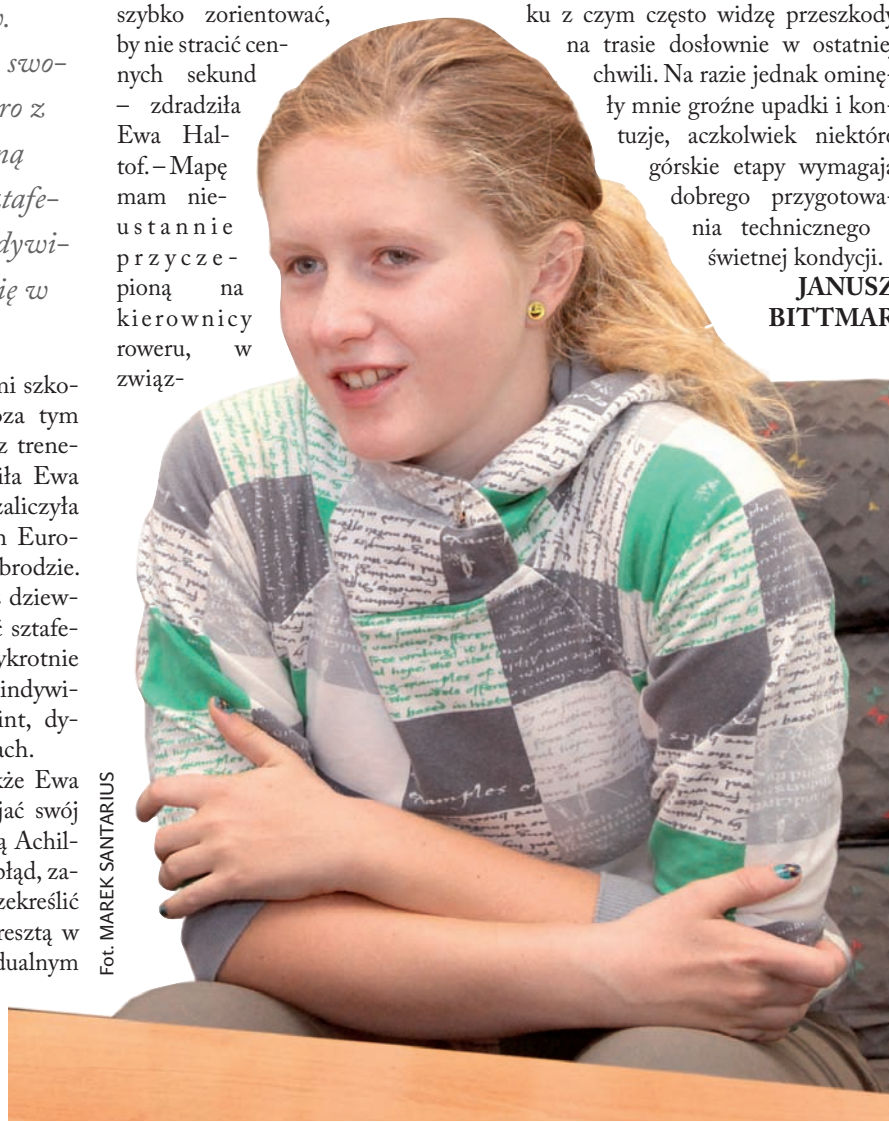 swo-
ro z
ną
tafe-
dywi-
ię w
ni szko-
oza tym
z trene-
iła Ewa
zaliczyła
h Euro-
brodzie.
dziew-
ć sztafe-
ykrotnie
indywi-
int, dy-
ach.
kże Ewa
jać swój
ą Achil-
błąd, za-
zekreślić
resztą w
dualnym
Fot. MAREK SANTARIUS
szybko zorientować,
by nie stracić cen-
nych sekund
– zdradziła
Ewa Hal-
tof. – Mapę
mam nie-
ustannie
przycze-
pioną na
kierownicy
roweru, w
związ-
ku z czym często widzę przeszkody
na trasie dosłownie w ostatniej
chwili. Na razie jednak ominę-
ły mnie groźne upadki i kon-
tuzje, aczkolwiek niektóre
górskie etapy wymagają
dobrego przygotowa-
nia technicznego
świetnej kondycji.
JANUSZ
BITTMAR